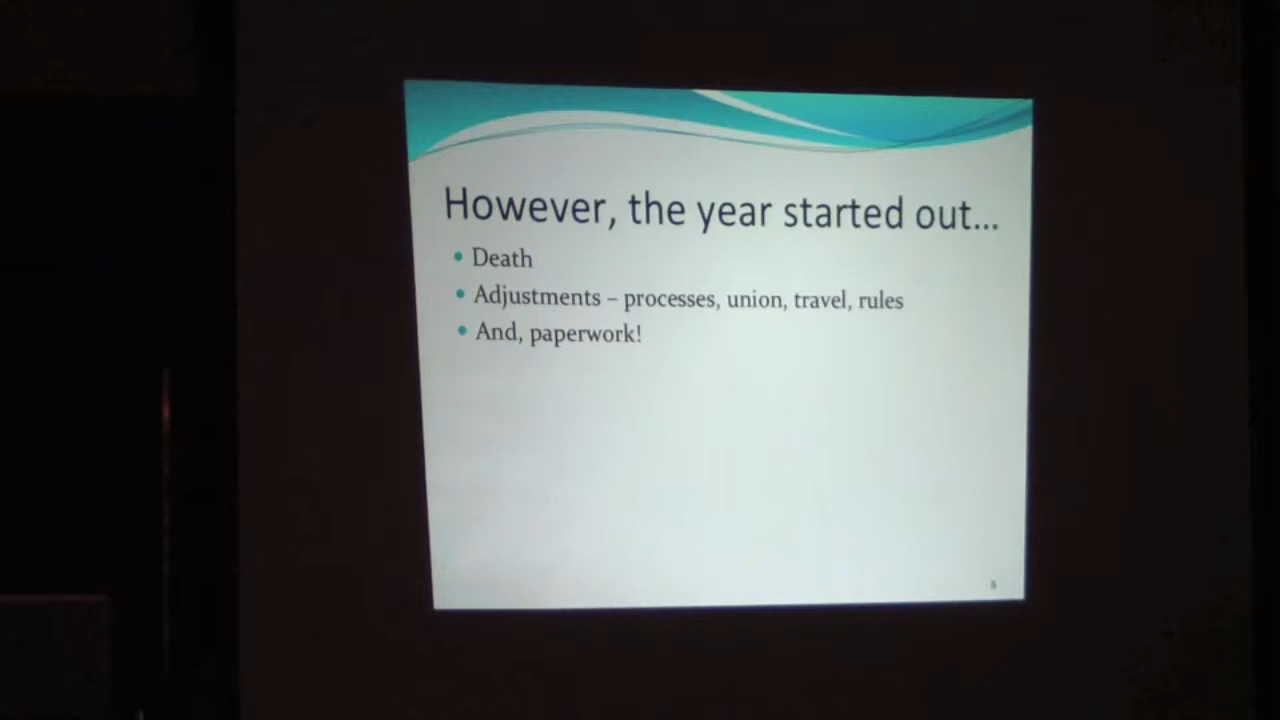 However, the year started out...
• Death
• Adjustments – processes, union, travel, rules
• And, paperwork!